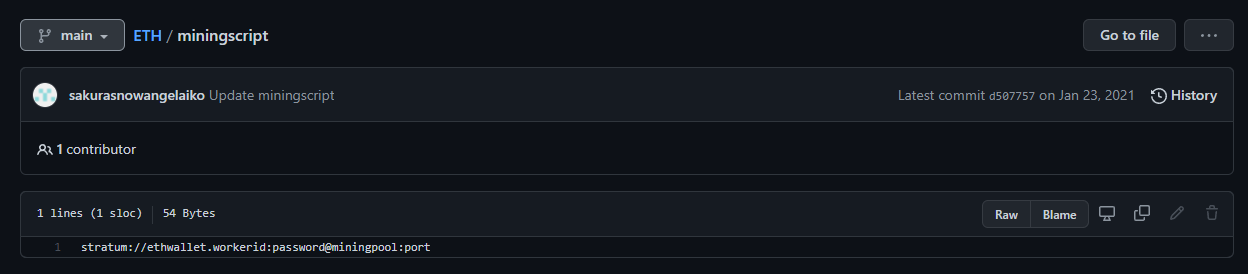 main ETH / miningscript Go to file ...
sakurasnowangelaiko Update miningscript Latest commit d507757 on Jan 23, 2021 History
1 contributor
1 lines (1 sloc) 54 Bytes Raw Blame
1 stratum://ethwallet.workerid:password@miningpool:port